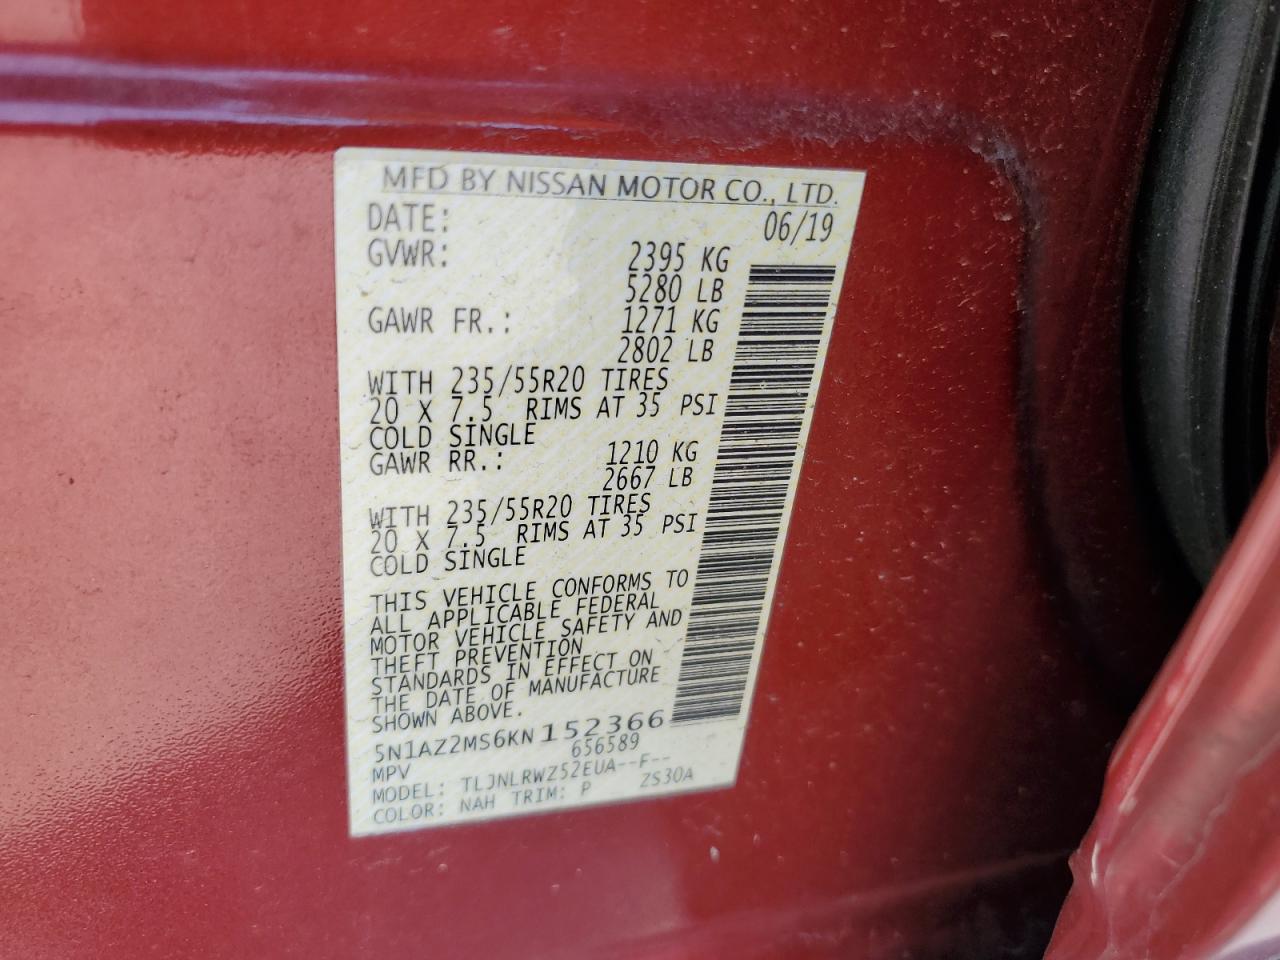 MFD BY NISSAN MOTOR CO., LTD.
DATE: 06/19
GVWR: 2395 KG
5280 LB
GAWR FR.: 1271 KG
2802 LB
WITH 235/55R20 TIRES
20 X 7.5 RIMS AT 35 PSI
COLD SINGLE
GAWR RR.: 1210 KG
2667 LB
WITH 235/55R20 TIRES
20 X 7.5 RIMS AT 35 PSI
COLD SINGLE
THIS VEHICLE CONFORMS TO
ALL APPLICABLE FEDERAL
MOTOR VEHICLE SAFETY AND
THEFT PREVENTION
STANDARDS IN EFFECT ON
THE DATE OF MANUFACTURE
SHOWN ABOVE.
5N1AZ2MS6KN152366
MPV 656589
MODEL: TLJNLRWZ52EUA--F--
COLOR: NAH TRIM: P ZS30A